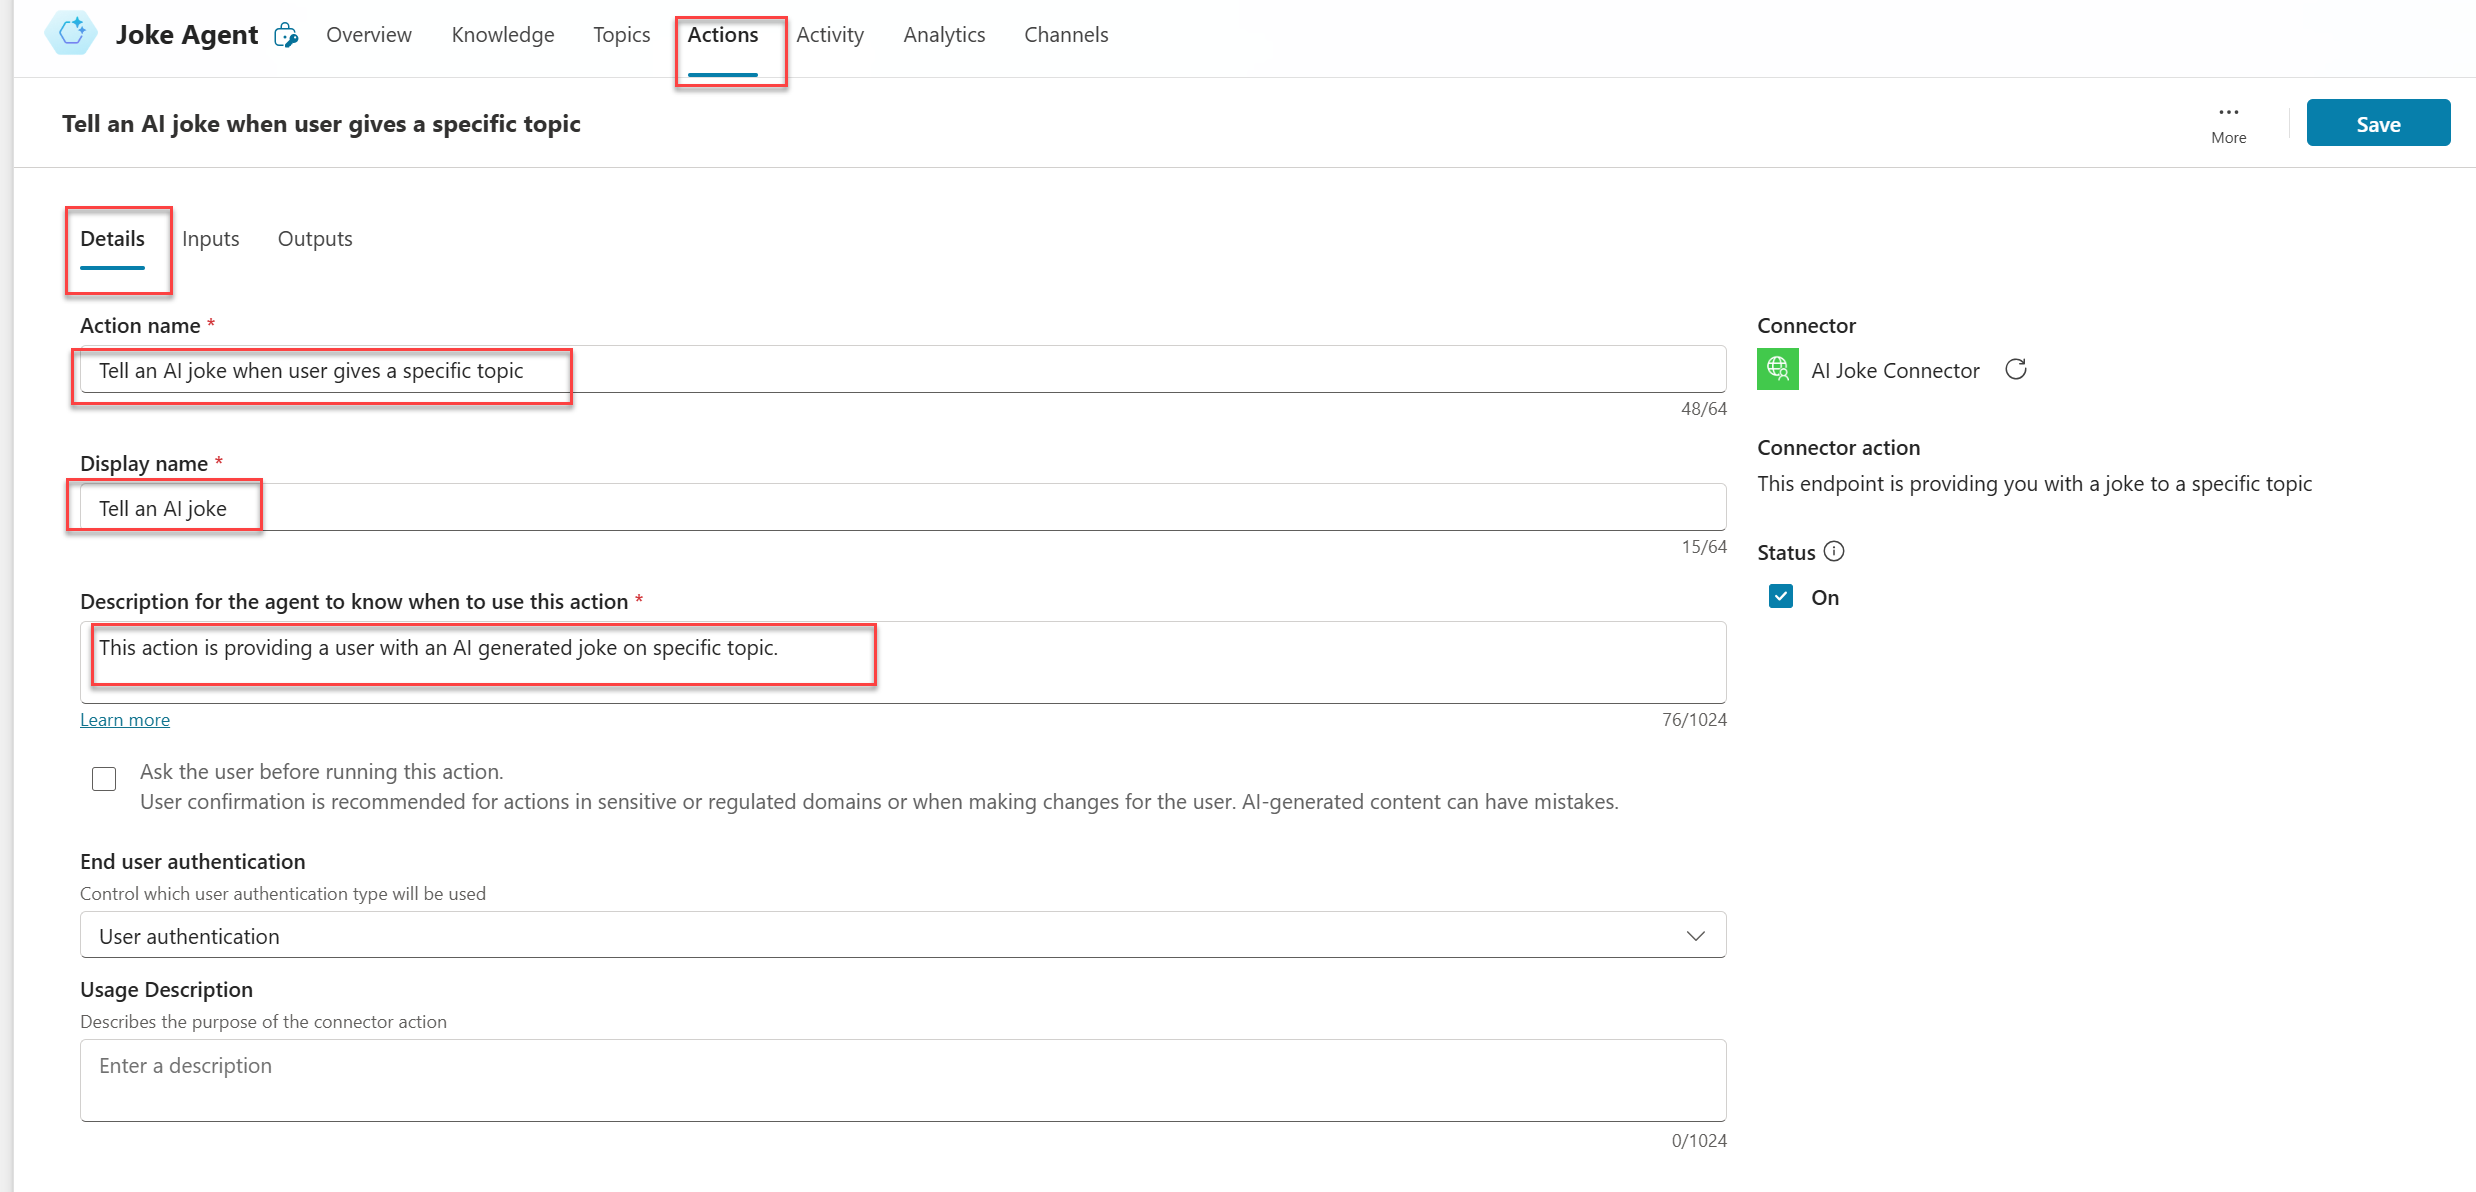 Joke Agent Overview Knowledge Topics Actions Activity Analytics Channels
Tell an AI joke when user gives a specific topic
... More
Save
Details Inputs Outputs
Action name *
Tell an AI joke when user gives a specific topic
48/64
Display name *
Tell an AI joke
15/64
Description for the agent to know when to use this action *
This action is providing a user with an AI generated joke on specific topic.
Learn more
76/1024
Ask the user before running this action.
User confirmation is recommended for actions in sensitive or regulated domains or when making changes for the user. AI-generated content can have mistakes.
End user authentication
Control which user authentication type will be used
User authentication
Usage Description
Describes the purpose of the connector action
Enter a description
0/1024
Connector
AI Joke Connector
Connector action
This endpoint is providing you with a joke to a specific topic
Status
On